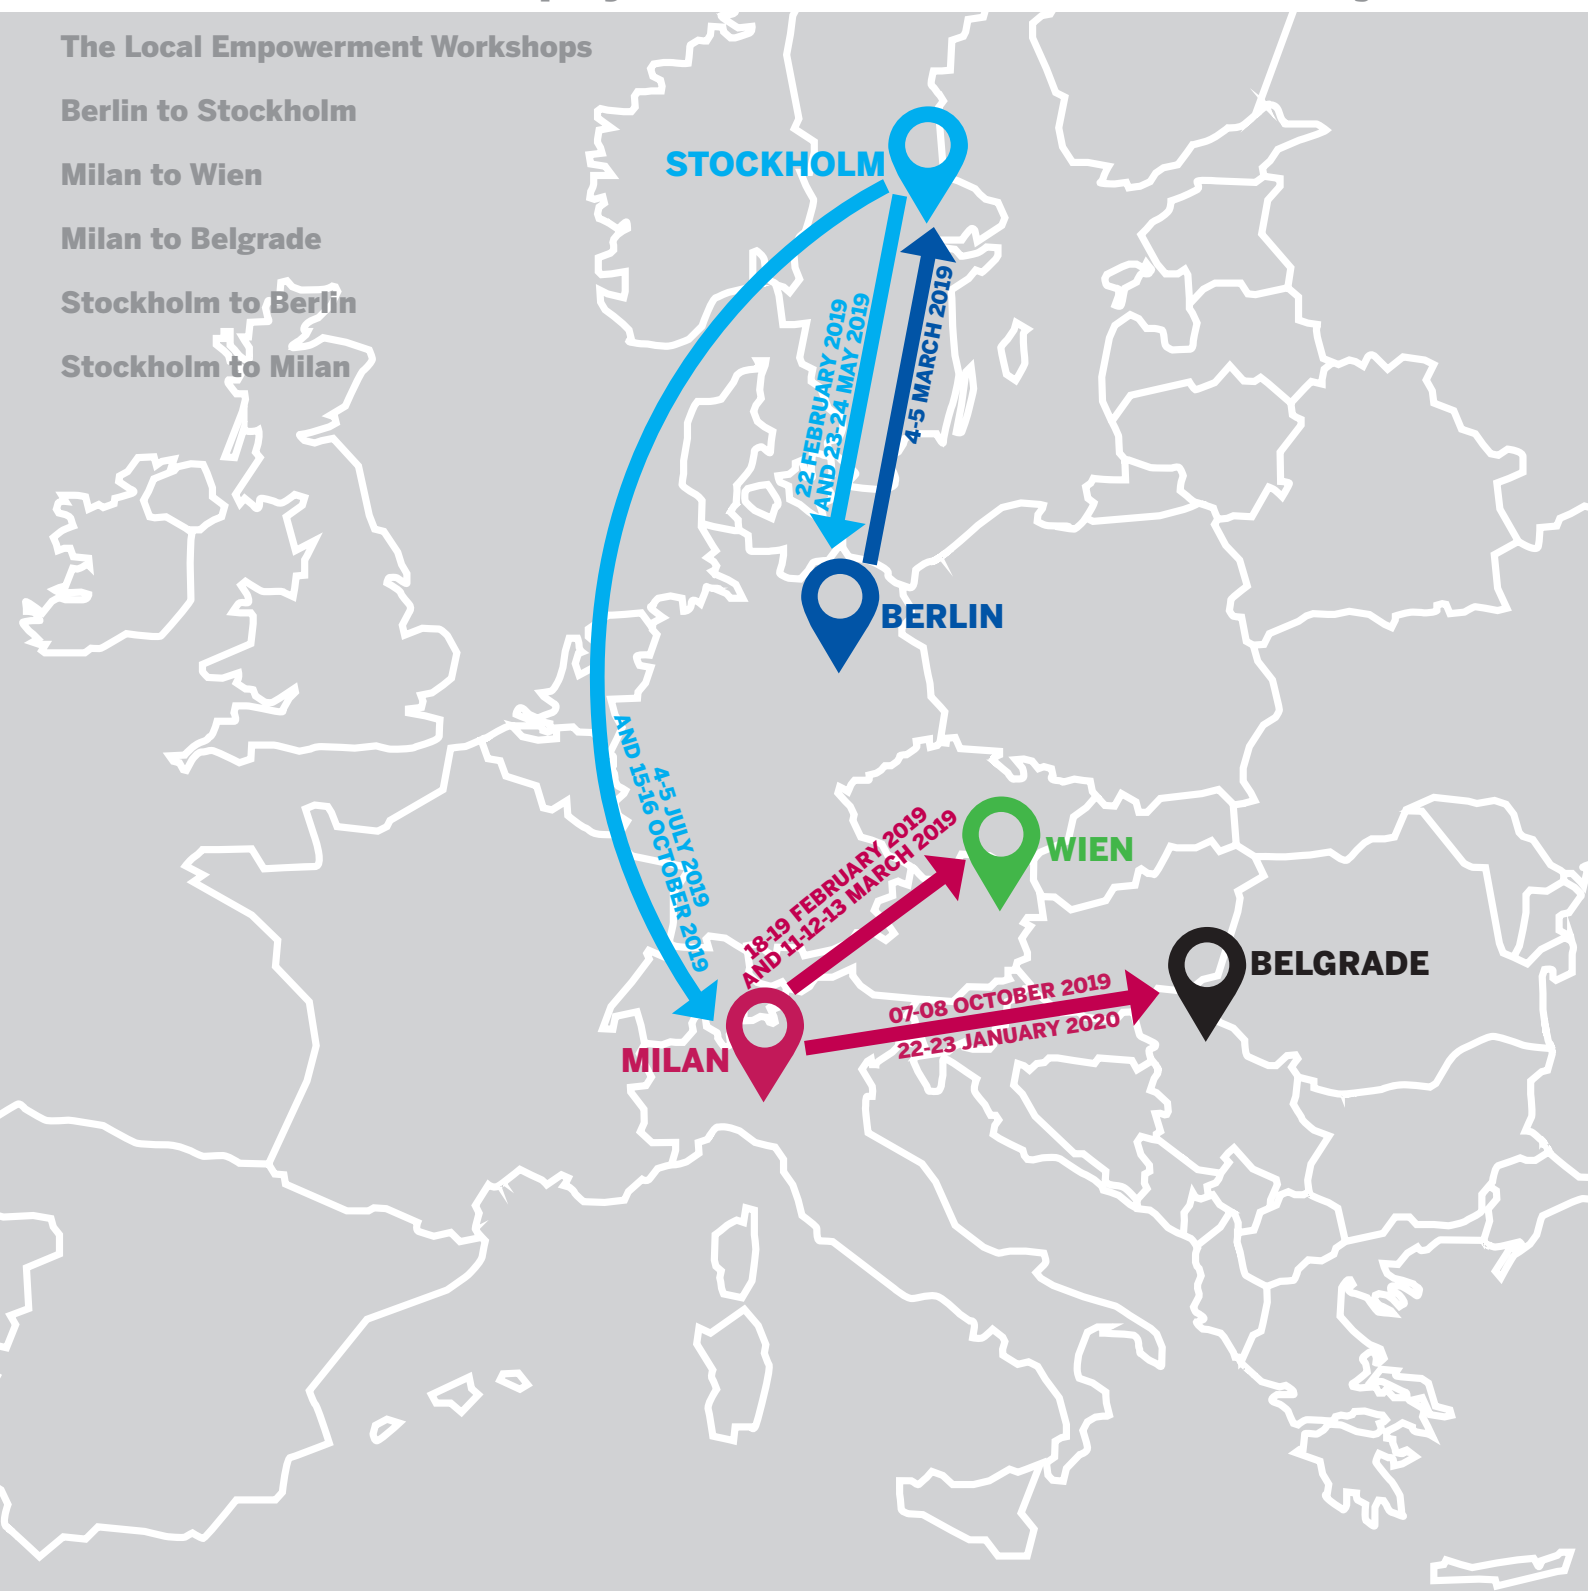 The Local Empowerment Workshops
Berlin to Stockholm
Milan to Wien
Milan to Belgrade
Stockholm to Berlin
Stockholm to Milan
STOCKHOLM
22 FEBRUARY 2019
AND 23-24 MAY 2019
4-5 MARCH 2019
BERLIN
4-5 JULY 2019
AND 15-16 OCTOBER 2019
18-19 FEBRUARY 2019
AND 11-12-13 MARCH 2019
WIEN
BELGRADE
07-08 OCTOBER 2019
22-23 JANUARY 2020
MILAN